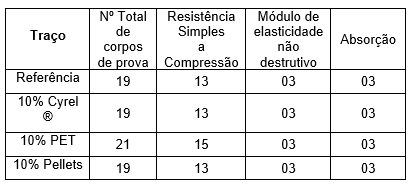 Traço | Nº Total de corpos de prova | Resistência Simples a Compressão | Módulo de elasticidade não destrutivo | Absorção
Referência | 19 | 13 | 03 | 03
10% Cyrel ® | 19 | 13 | 03 | 03
10% PET | 21 | 15 | 03 | 03
10% Pellets | 19 | 13 | 03 | 03